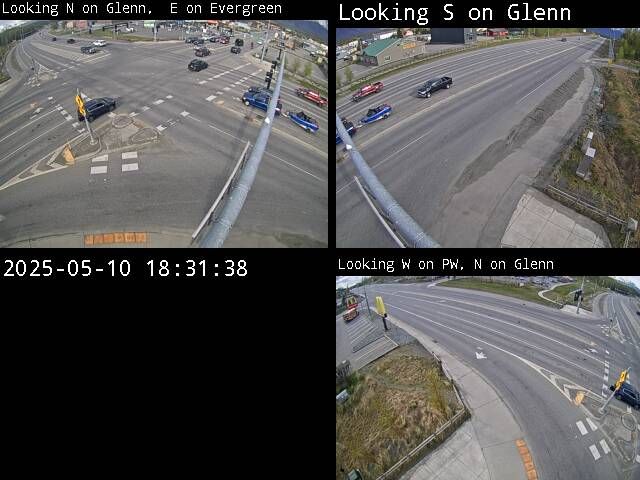 Looking N on Glenn,  E on Evergreen
Looking S on Glenn
2025-05-10 18:31:38
Looking W on PW, N on Glenn